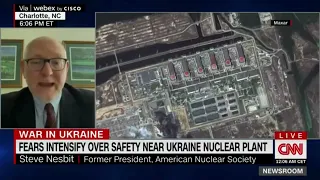 Via | webex by cisco
Charlotte, NC
6:06 PM ET
Maxar
WAR IN UKRAINE
FEARS INTENSIFY OVER SAFETY NEAR UKRAINE NUCLEAR PLANT
Steve Nesbit | Former President, American Nuclear Society
LIVE
CNN
12:06 AM CET
NEWSROOM